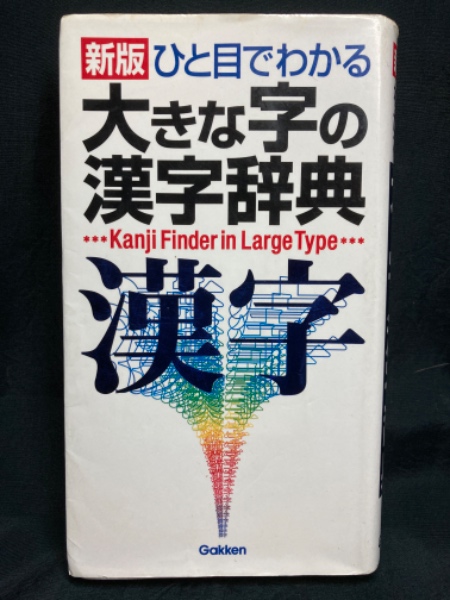 新版 ひと目でわかる
大きな字の
漢字辞典
***Kanji Finder in Large Type***
漢字
Gakken